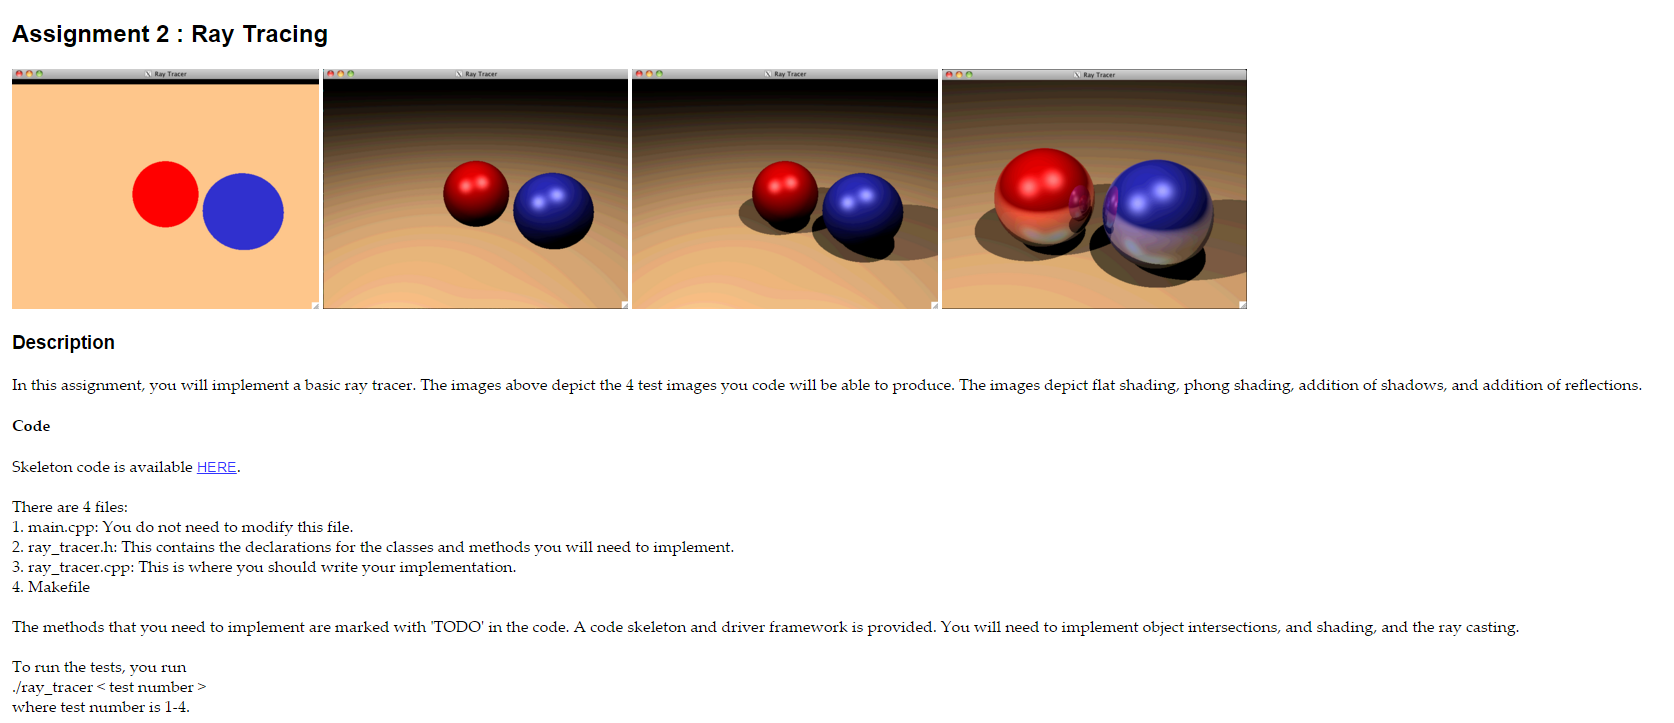 Assignment 2 : Ray Tracing
Ray Tracer
Ray Tracer
Ray Tracer
Ray Tracer
Description
In this assignment, you will implement a basic ray tracer. The images above depict the 4 test images you code will be able to produce. The images depict flat shading, phong shading, addition of shadows, and addition of reflections.
Code
Skeleton code is available HERE.
There are 4 files:
1. main.cpp: You do not need to modify this file.
2. ray_tracer.h: This contains the declarations for the classes and methods you will need to implement.
3. ray_tracer.cpp: This is where you should write your implementation.
4. Makefile
The methods that you need to implement are marked with 'TODO' in the code. A code skeleton and driver framework is provided. You will need to implement object intersections, and shading, and the ray casting.
To run the tests, you run
./ray_tracer < test number >
where test number is 1-4.